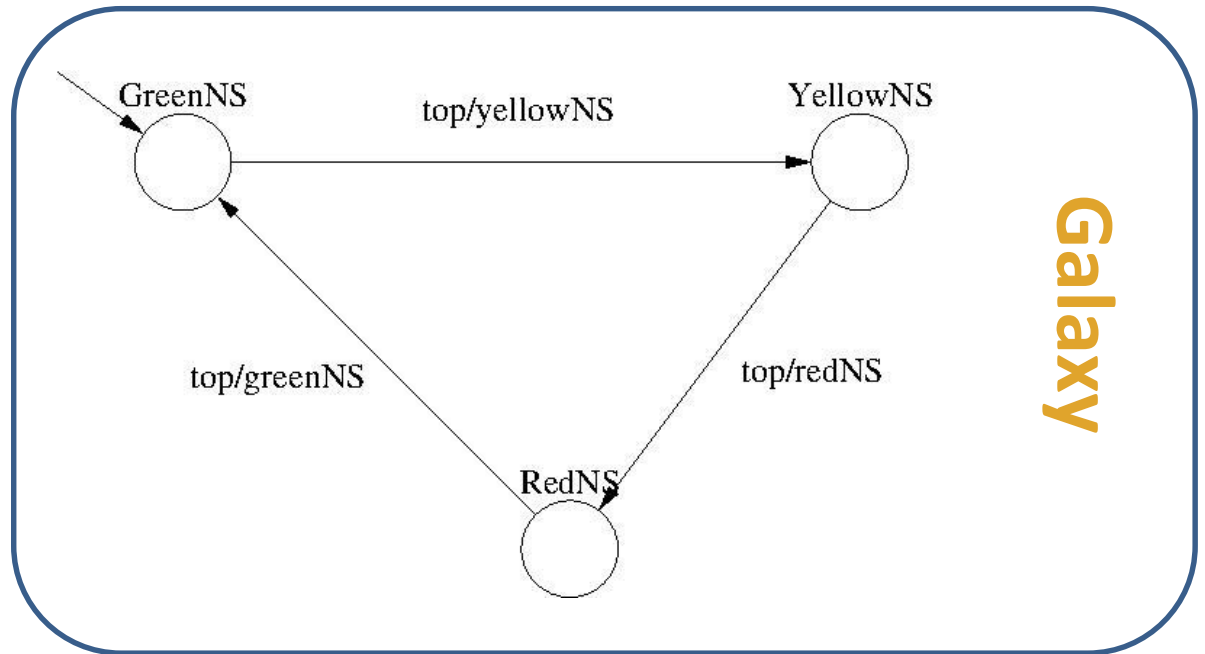 GreenNS
top/yellowNS
YellowNS
top/greenNS
top/redNS
RedNS
Galaxy